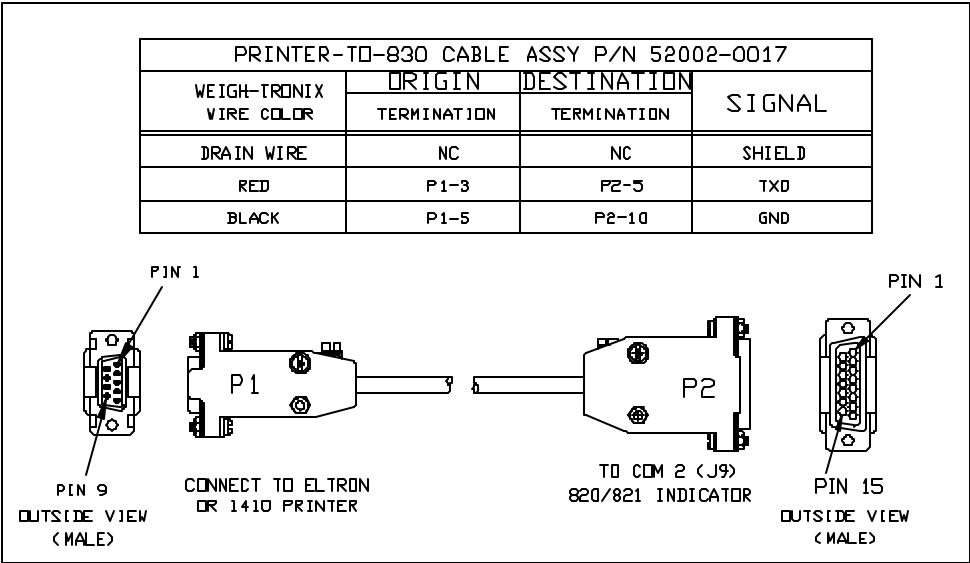 PRINTER-TO-830 CABLE ASSY P/N 52002-0017
WEIGH-TRONIX WIRE COLOR
ORIGIN
DESTINATION
SIGNAL
TERMINATION
TERMINATION
DRAIN WIRE NC NC SHIELD
RED P1-3 P2-5 TXD
BLACK P1-5 P2-10 GND
PIN 1
PIN 1
P1
P2
PIN 9
OUTSIDE VIEW
(MALE)
CONNECT TO ELTRON
OR 1410 PRINTER
TO COM 2 (J9)
820/821 INDICATOR
PIN 15
OUTSIDE VIEW
(MALE)